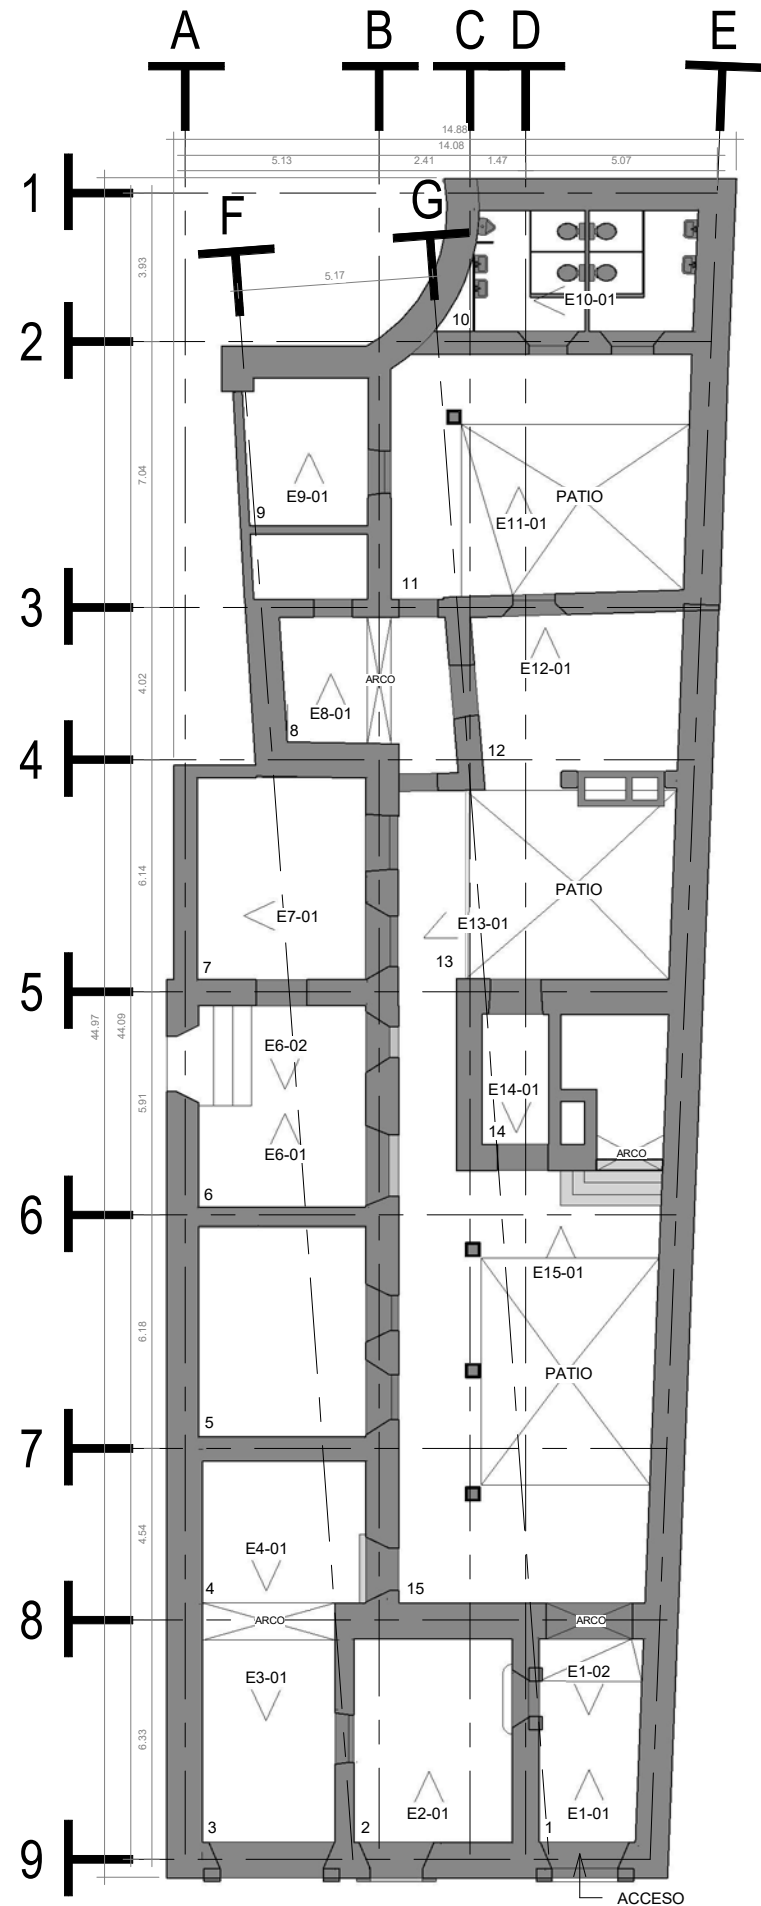 A
B
C
D
E
14.88
14.08
5.13
2.41
1.47
5.07
1
F
G
3.93
5.17
E10-01
10
2
7.04
PATIO
E9-01
E11-01
9
11
3
4.02
E12-01
ARCO
E8-01
8
12
4
6.14
PATIO
E7-01
E13-01
7
13
5
44.97
44.09
E6-02
5.91
E14-01
E6-01
14
ARCO
6
6
E15-01
6.18
PATIO
5
7
4.54
E4-01
4
15
8
ARCO
ARCO
E3-01
E1-02
6.33
E2-01
E1-01
3
2
1
9
ACCESO